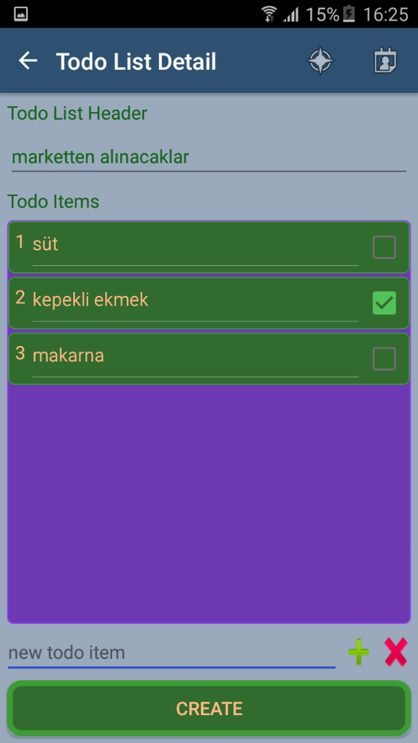 15% 16:25
Todo List Detail
Todo List Header
marketten alınacaklar
Todo Items
1 süt
2 kepekli ekmek
3 makarna
new todo item
CREATE